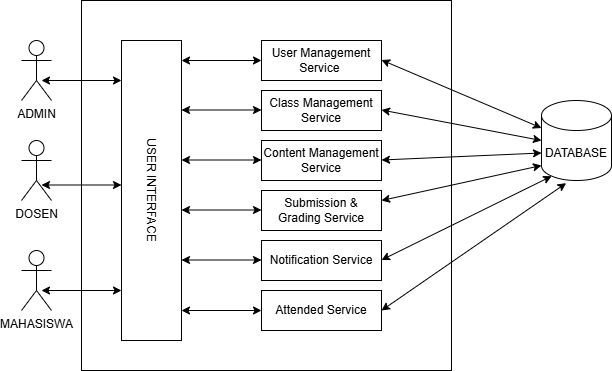 ADMIN
DOSEN
MAHASISWA
USER INTERFACE
User Management
Service
Class Management
Service
Content Management
Service
Submission &
Grading Service
Notification Service
Attended Service
DATABASE